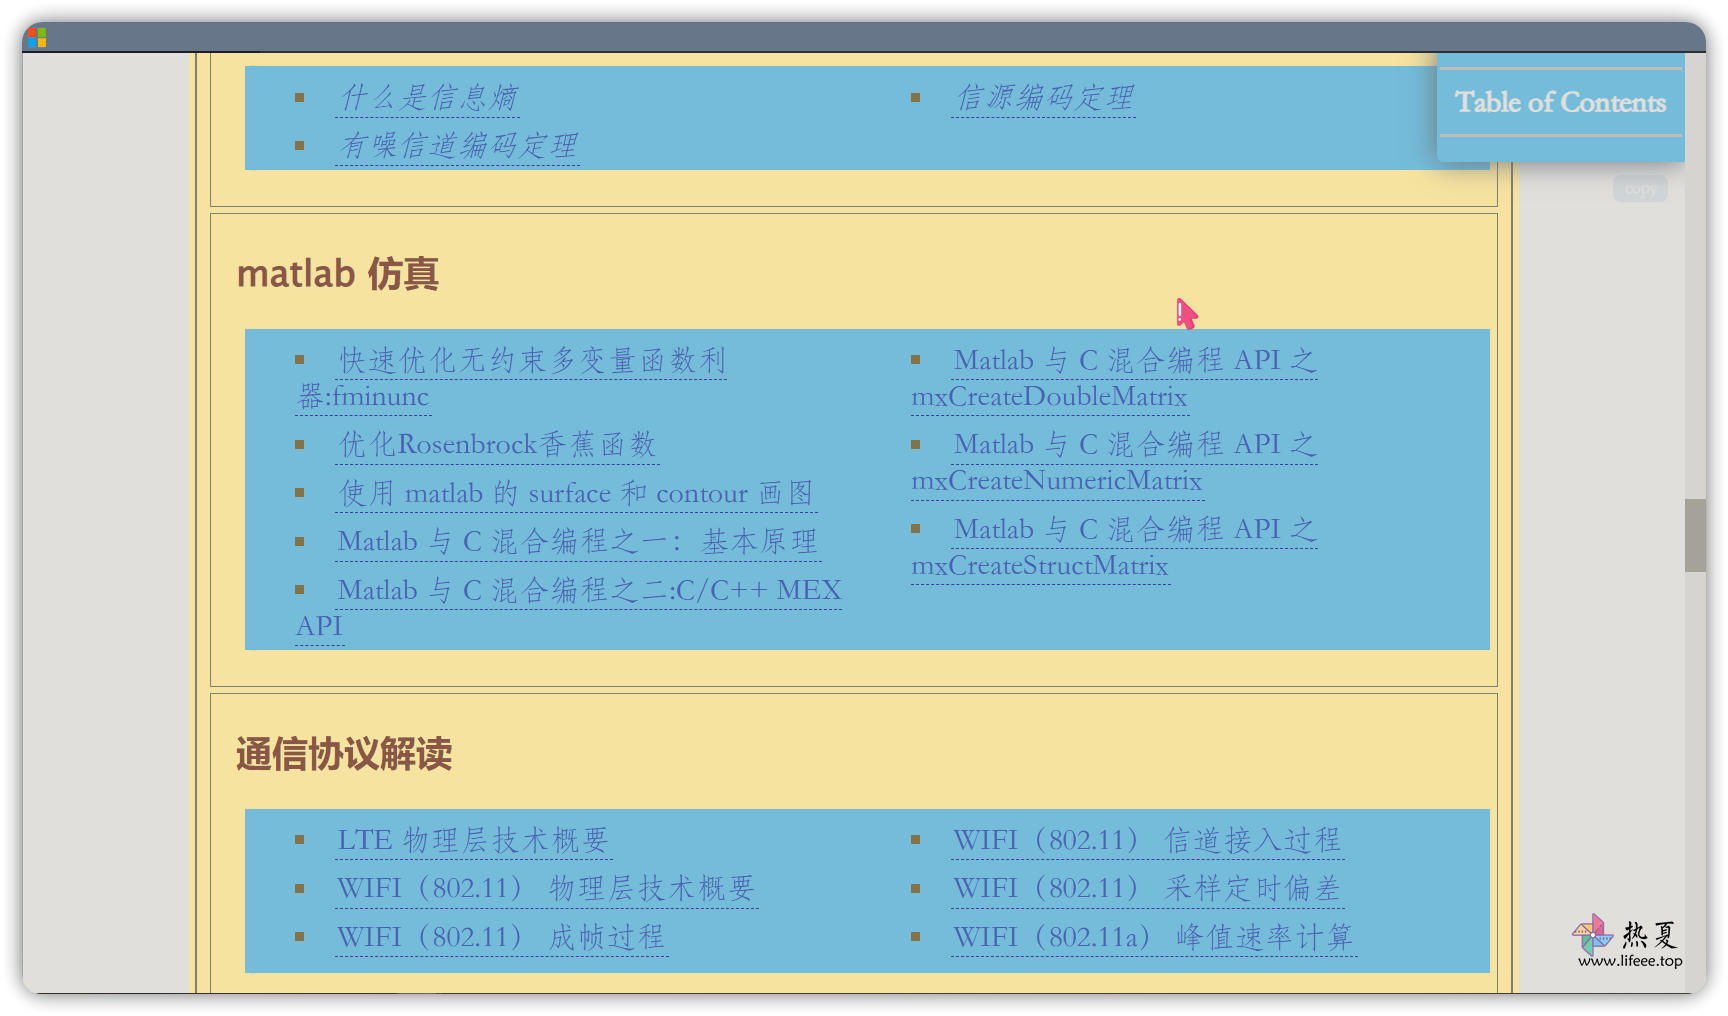 什么是信息熵
有噪信道编码定理
信源编码定理
Table of Contents
copy
matlab 仿真
快速优化无约束多变量函数利
器:fminunc
优化Rosenbrock香蕉函数
使用 matlab 的 surface 和 contour 画图
Matlab 与 C 混合编程之一：基本原理
Matlab 与 C 混合编程之二:C/C++ MEX
API
Matlab 与 C 混合编程 API 之
mxCreateDoubleMatrix
Matlab 与 C 混合编程 API 之
mxCreateNumericMatrix
Matlab 与 C 混合编程 API 之
mxCreateStructMatrix
通信协议解读
LTE 物理层技术概要
WIFI（802.11） 物理层技术概要
WIFI（802.11） 成帧过程
WIFI（802.11） 信道接入过程
WIFI（802.11） 采样定时偏差
WIFI（802.11a） 峰值速率计算
热夏
www.lifeee.top